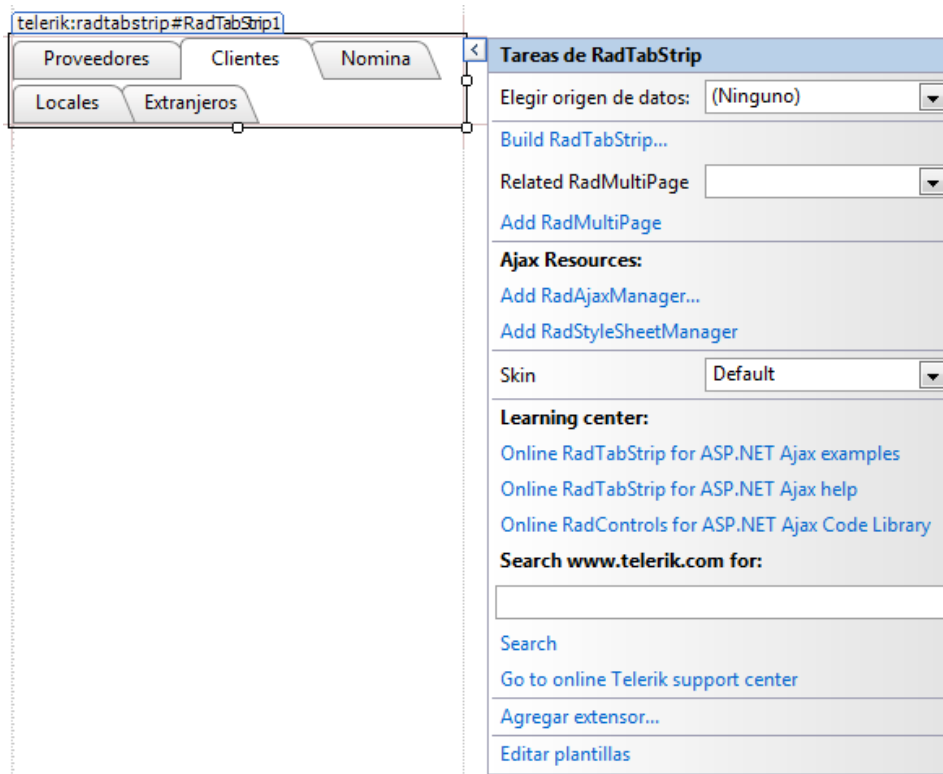 telerik:radtabstrip#RadTabStrip1
Proveedores Clientes Nomina
Locales Extranjeros
Tareas de RadTabStrip
Elegir origen de datos: (Ninguno)
Build RadTabStrip...
Related RadMultiPage
Add RadMultiPage
Ajax Resources:
Add RadAjaxManager...
Add RadStyleSheetManager
Skin Default
Learning center:
Online RadTabStrip for ASP.NET Ajax examples
Online RadTabStrip for ASP.NET Ajax help
Online RadControls for ASP.NET Ajax Code Library
Search www.telerik.com for:
Search
Go to online Telerik support center
Agregar extensor...
Editar plantillas